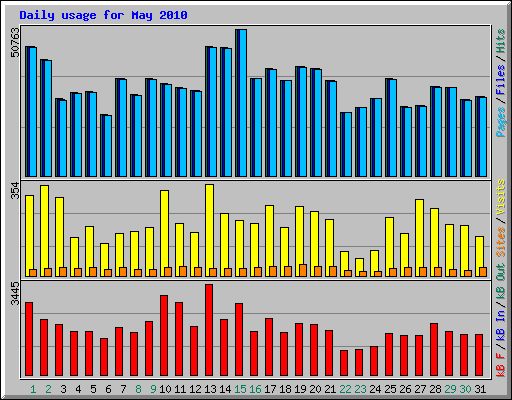 Daily usage for May 2010
50763
Pages / Files / Hits
354
Sites / Visits
3445
kB F / kB In / kB Out
1 2 3 4 5 6 7 8 9 10 11 12 13 14 15 16 17 18 19 20 21 22 23 24 25 26 27 28 29 30 31